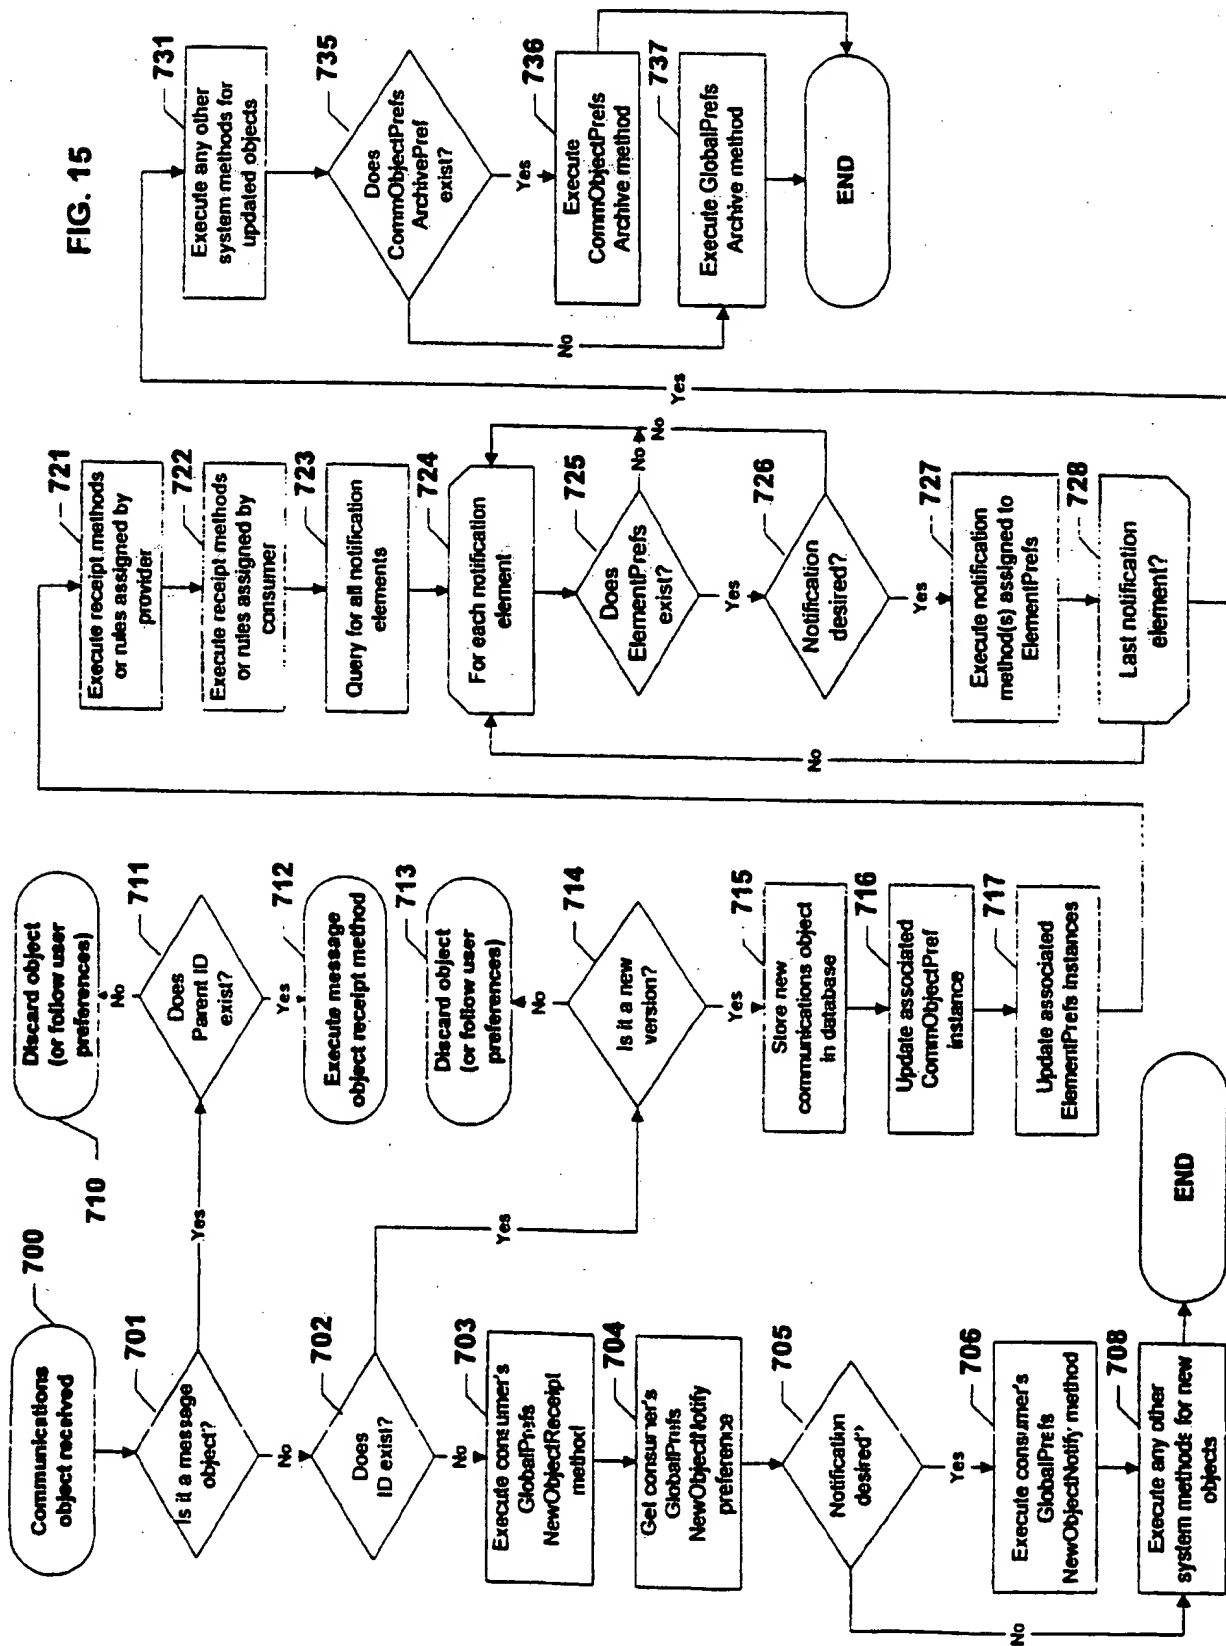 FIG. 15
700
Communications
object received
701
Is it a message
object?
Yes
No
702
Does
ID exist?
Yes
No
703
Execute consumer's
GlobalPrefs
NewObjectReceipt
method
704
Get consumer's
GlobalPrefs
NewObjectNotify
preference
705
Notification
desired"
Yes
No
706
Execute consumer's
GlobalPrefs
NewObjectNotify method
708
Execute any other
system methods for new
objects
END
710
Discard object
(or follow user
preferences)
No
711
Does
Parent ID
exist?
Yes
712
Execute message
object receipt method
713
Discard object
(or follow user
preferences)
No
714
Is it a new
version?
Yes
715
Store new
communications object
in database
716
Update associated
CommObjectPref
instance
717
Update associated
ElementPrefs instances
721
Execute receipt methods
or rules assigned by
provider
722
Execute receipt methods
or rules assigned by
consumer
723
Query for all notification
elements
724
For each notification
element
725
Does
ElementPrefs
exist?
No
Yes
726
Notification
desired?
No
Yes
727
Execute notification
method(s) assigned to
ElementPrefs
728
Last notification
element?
No
Yes
731
Execute any other
system methods for
updated objects
735
Does
CommObjectPrefs
ArchivePref
exist?
Yes
No
736
Execute
CommObjectPrefs
Archive method
737
Execute GlobalPrefs
Archive method
END